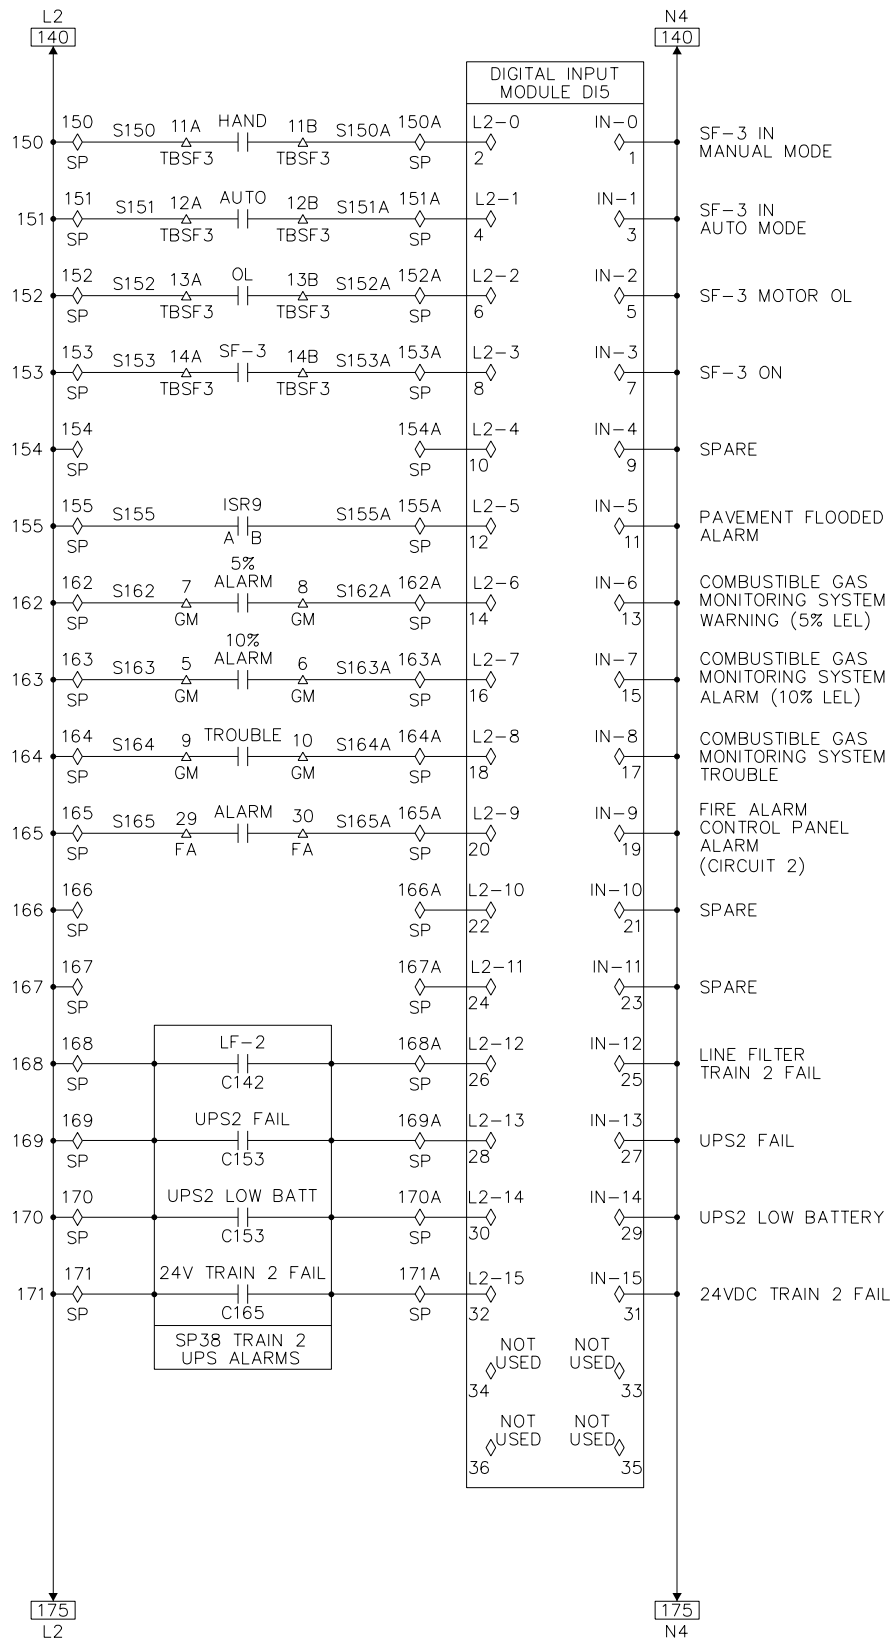 L2
140
N4
140
DIGITAL INPUT
MODULE DI5
150 150 S150 11A HAND 11B S150A 150A L2-0 IN-0 SF-3 IN
SP TBSF3 TBSF3 SP 2 1 MANUAL MODE
151 151 S151 12A AUTO 12B S151A 151A L2-1 IN-1 SF-3 IN
SP TBSF3 TBSF3 SP 4 3 AUTO MODE
152 152 S152 13A OL 13B S152A 152A L2-2 IN-2 SF-3 MOTOR OL
SP TBSF3 TBSF3 SP 6 5
153 153 S153 14A SF-3 14B S153A 153A L2-3 IN-3 SF-3 ON
SP TBSF3 TBSF3 SP 8 7
154 154 154A L2-4 IN-4 SPARE
SP SP 10 9
155 155 S155 ISR9 S155A 155A L2-5 IN-5 PAVEMENT FLOODED
SP A B SP 12 11 ALARM
5%
162 162 S162 7 ALARM 8 S162A 162A L2-6 IN-6 COMBUSTIBLE GAS
MONITORING SYSTEM
SP GM GM SP 14 13 WARNING (5% LEL)
10%
163 163 S163 5 ALARM 6 S163A 163A L2-7 IN-7 COMBUSTIBLE GAS
MONITORING SYSTEM
SP GM GM SP 16 15 ALARM (10% LEL)
164 164 S164 9 TROUBLE 10 S164A 164A L2-8 IN-8 COMBUSTIBLE GAS
MONITORING SYSTEM
SP GM GM SP 18 17 TROUBLE
165 165 S165 29 ALARM 30 S165A 165A L2-9 IN-9 FIRE ALARM
CONTROL PANEL
SP FA FA SP 20 19 ALARM
(CIRCUIT 2)
166 166 166A L2-10 IN-10 SPARE
SP SP 22 21
167 167 167A L2-11 IN-11 SPARE
SP SP 24 23
168 168 LF-2 168A L2-12 IN-12 LINE FILTER
SP C142 SP 26 25 TRAIN 2 FAIL
169 169 UPS2 FAIL 169A L2-13 IN-13 UPS2 FAIL
SP C153 SP 28 27
170 170 UPS2 LOW BATT 170A L2-14 IN-14 UPS2 LOW BATTERY
SP C153 SP 30 29
171 171 24V TRAIN 2 FAIL 171A L2-15 IN-15 24VDC TRAIN 2 FAIL
SP C165 SP 32 31
SP38 TRAIN 2
UPS ALARMS
NOT NOT
USED USED
34 33
NOT NOT
USED USED
36 35
175
L2
175
N4